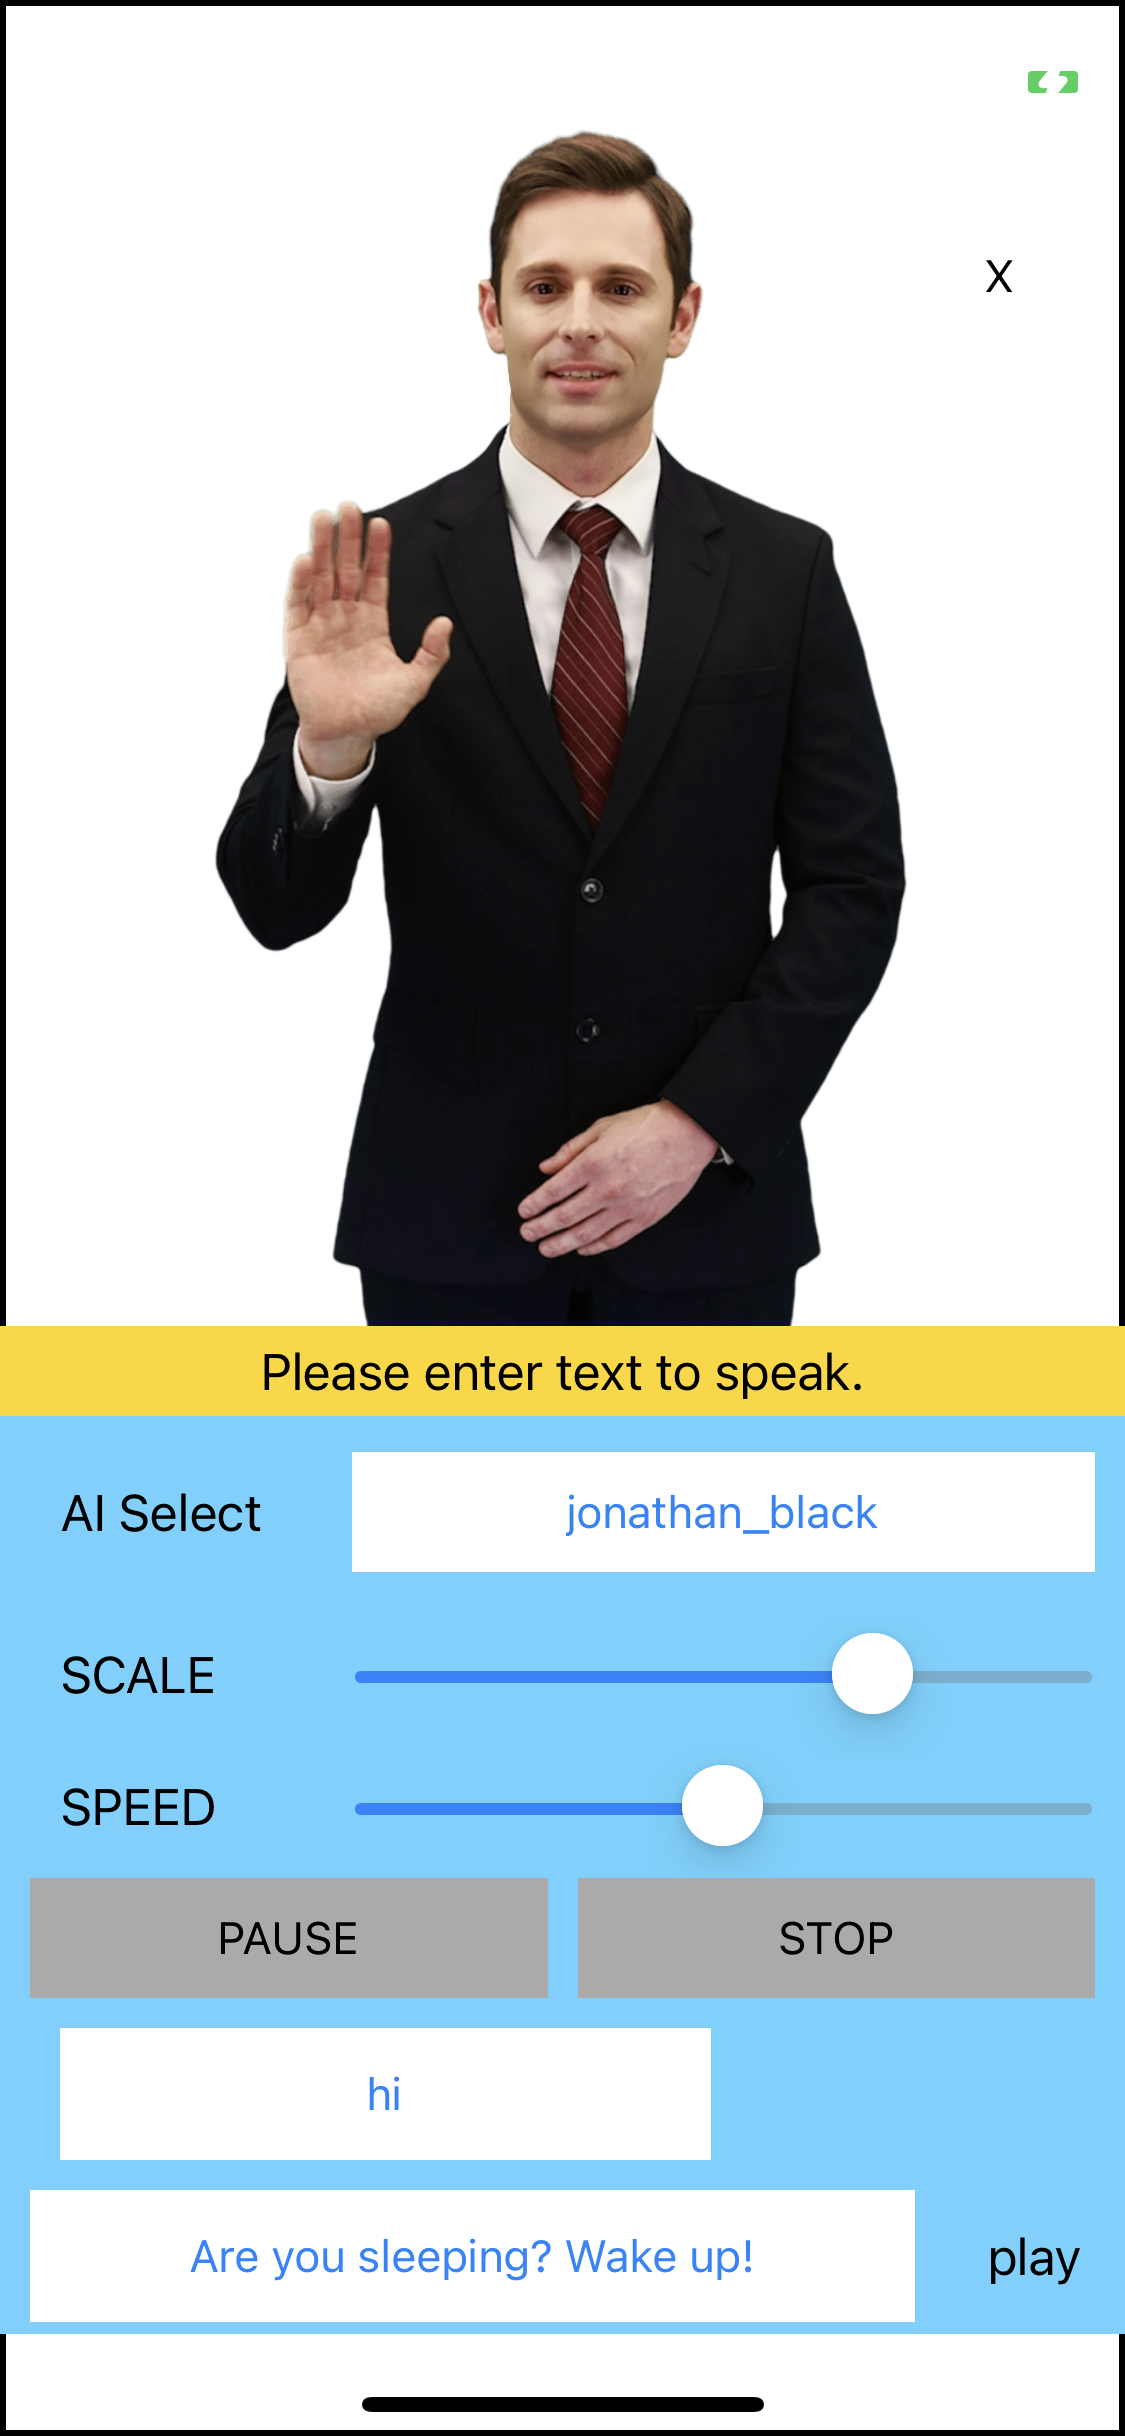 X
Please enter text to speak.
AI Select
jonathan_black
SCALE
SPEED
PAUSE
STOP
hi
Are you sleeping? Wake up!
play